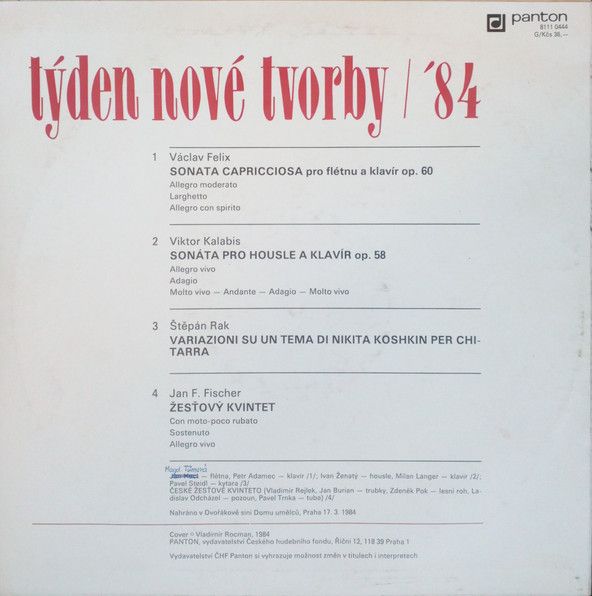 panton
8111 0444
G/Kčs 36,—
týden nové tvorby / '84
1 Václav Felix
SONATA CAPRICCIOSA pro flétnu a klavír op. 60
Allegro moderato
Larghetto
Allegro con spirito
2 Viktor Kalabis
SONÁTA PRO HOUSLE A KLAVÍR op. 58
Allegro vivo
Adagio
Molto vivo — Andante — Adagio — Molto vivo
3 Štěpán Rak
VARIAZIONI SU UN TEMA DI NIKITA KOSHKIN PER CHI-
TARRA
4 Jan F. Fischer
ŽESŤOVÝ KVINTET
Con moto-poco rubato
Sostenuto
Allegro vivo
— flétna, Petr Adamec — klavír /1/; Ivan Ženatý — housle, Milan Langer — klavír /2/;
Pavel Steidl — kytara /3/
ČESKÉ ŽESŤOVÉ KVINTETO (Vladimír Rejlek, Jan Burian — trubky, Zdeněk Pok — lesní roh, La-
dislav Odcházel — pozoun, Pavel Trnka — tuba) /4/
Nahráno v Dvořákově síni Domu umělců, Praha 17. 3. 1984
Cover © Vladimír Rocman, 1984
PANTON, vydavatelství Českého hudebního fondu, Říční 12, 118 39 Praha 1
Vydavatelství ČHF Panton si vyhrazuje možnost změn v titulech i interpretech